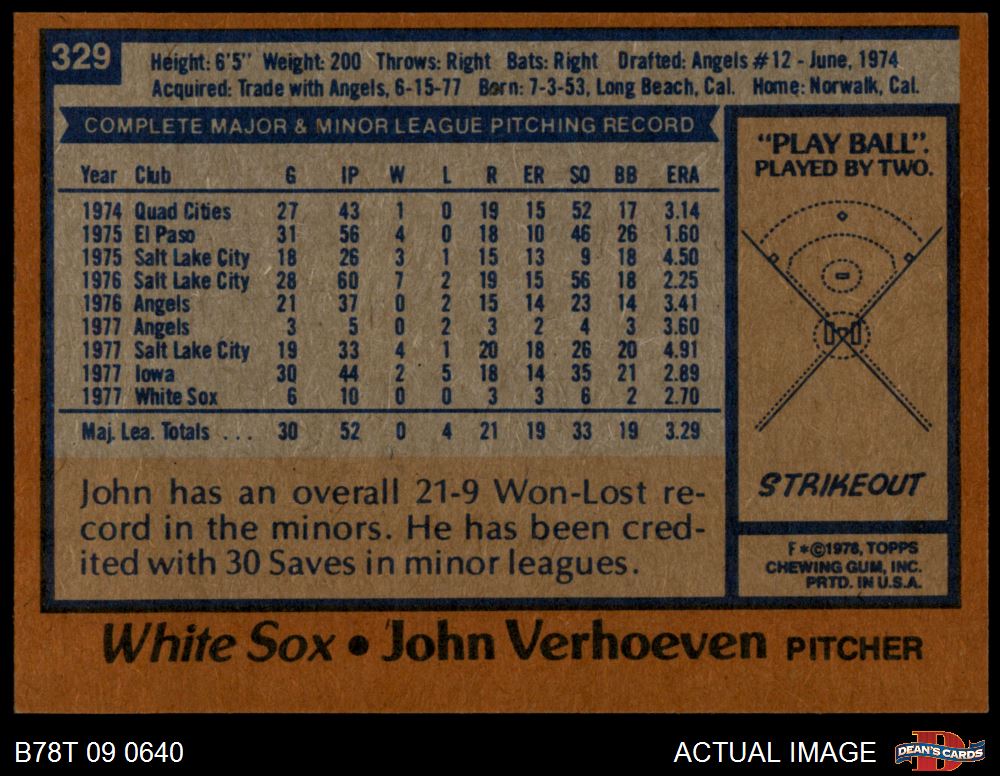 329
Height: 6'5" Weight: 200 Throws: Right Bats: Right Drafted: Angels #12 - June, 1974
Acquired: Trade with Angels, 6-15-77 Born: 7-3-53, Long Beach, Cal. Home: Norwalk, Cal.
COMPLETE MAJOR & MINOR LEAGUE PITCHING RECORD
Year Club G IP W L R ER SO BB ERA
1974 Quad Cities 27 43 1 0 19 15 52 17 3.14
1975 El Paso 31 56 4 0 18 10 46 26 1.60
1975 Salt Lake City 18 26 3 1 15 13 9 18 4.50
1976 Salt Lake City 28 60 7 2 19 15 56 18 2.25
1976 Angels 21 37 0 2 15 14 23 14 3.41
1977 Angels 3 5 0 2 3 2 4 3 3.60
1977 Salt Lake City 19 33 4 1 20 18 26 20 4.91
1977 Iowa 30 44 2 5 18 14 35 21 2.89
1977 White Sox 6 10 0 0 3 3 6 2 2.70
Maj. Lea. Totals . . . 30 52 0 4 21 19 33 19 3.29
John has an overall 21-9 Won-Lost re-
cord in the minors. He has been cred-
ited with 30 Saves in minor leagues.
"PLAY BALL".
PLAYED BY TWO.
STRIKEOUT
F*©1978, TOPPS
CHEWING GUM, INC.
PRTD. IN U.S.A.
White Sox • John Verhoeven PITCHER
B78T 09 0640
ACTUAL IMAGE
DEAN'S CARDS